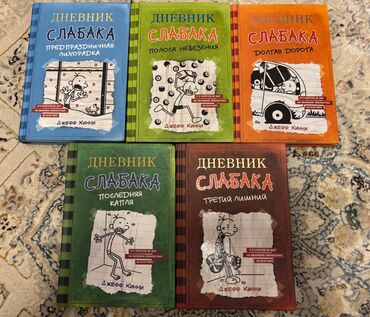 ДНЕВНИК
СЛАБАКА
ПРЕДПРАЗДНИЧНАЯ
ЛИХОРАДКА
ДЖЕФФ КИННИ
ДНЕВНИК
СЛАБАКА
ПОЛОСА НЕВЕЗЕНИЯ
ДЖЕФФ КИННИ
ДНЕВНИК
СЛАБАКА
ДОЛГАЯ ДОРОГА
ДЖЕФФ КИННИ
ДНЕВНИК
СЛАБАКА
ПОСЛЕДНЯЯ
КАПЛЯ
ДЖЕФФ КИННИ
ДНЕВНИК
СЛАБАКА
ТРЕТИЙ ЛИШНИЙ
ДЖЕФФ КИННИ